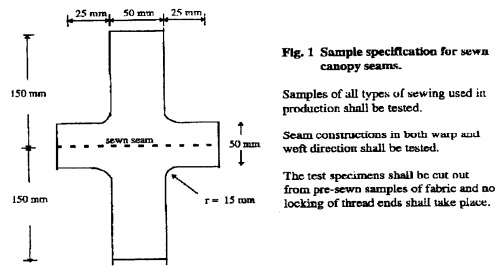 25 mm 50 mm 25 mm
150 mm
sewn seam
50 mm
150 mm
r = 15 mm
Fig. 1 Sample specification for sewn
canopy seams.
Samples of all types of sewing used in
production shall be tested.
Seam constructions in both warp and
weft direction shall be tested.
The test specimens shall be cut out
from pre-sewn samples of fabric and no
locking of thread ends shall take place.